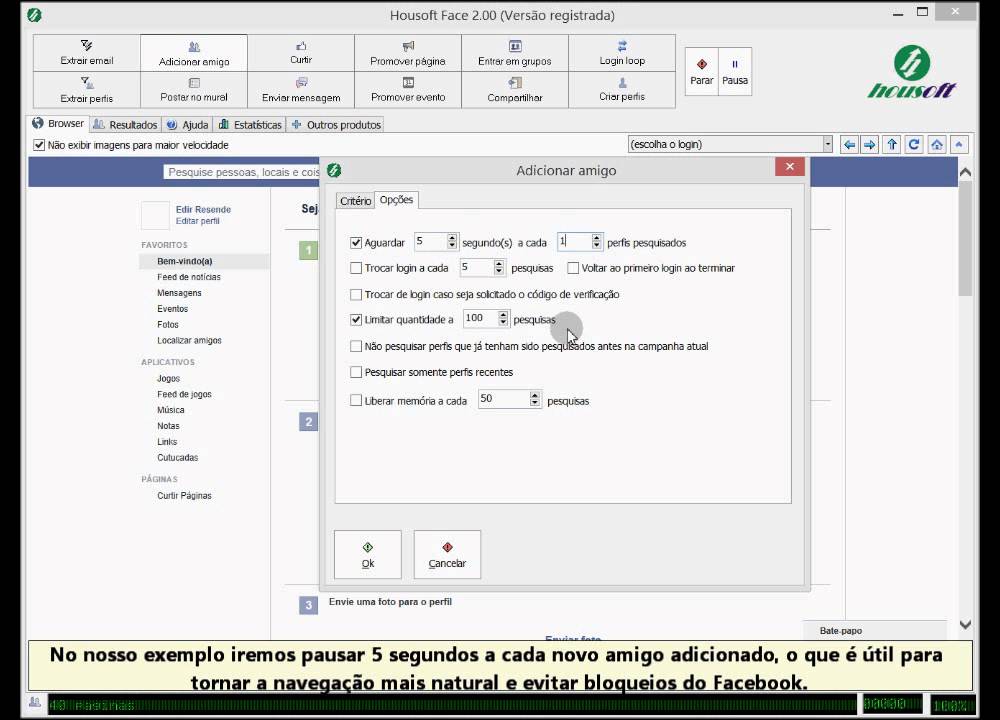 Housoft Face 2.00 (Versão registrada)
Extrair email
Adicionar amigo
Curtir
Promover página
Entrar em grupos
Login loop
Extrair perfis
Postar no mural
Enviar mensagem
Promover evento
Compartilhar
Criar perfis
Parar
Pausa
housoft
Browser
Resultados
Ajuda
Estatísticas
Outros produtos
Não exibir imagens para maior velocidade
(escolha o login)
Pesquise pessoas, locais e cois
Edir Resende
Editar perfil
Sej
FAVORITOS
Bem-vindo(a)
Feed de notícias
Mensagens
Eventos
Fotos
Localizar amigos
APLICATIVOS
Jogos
Feed de jogos
Música
Notas
Links
Cutucadas
PÁGINAS
Curtir Páginas
1
2
3
Adicionar amigo
Critério
Opções
Aguardar 5 segundo(s) a cada 1 perfis pesquisados
Trocar login a cada 5 pesquisas Voltar ao primeiro login ao terminar
Trocar de login caso seja solicitado o código de verificação
Limitar quantidade a 100 pesquisas
Não pesquisar perfis que já tenham sido pesquisados antes na campanha atual
Pesquisar somente perfis recentes
Liberar memória a cada 50 pesquisas
Ok
Cancelar
Envie uma foto para o perfil
Enviar foto
Bate-papo
No nosso exemplo iremos pausar 5 segundos a cada novo amigo adicionado, o que é útil para
tornar a navegação mais natural e evitar bloqueios do Facebook.
40 Paginas
00000
100%